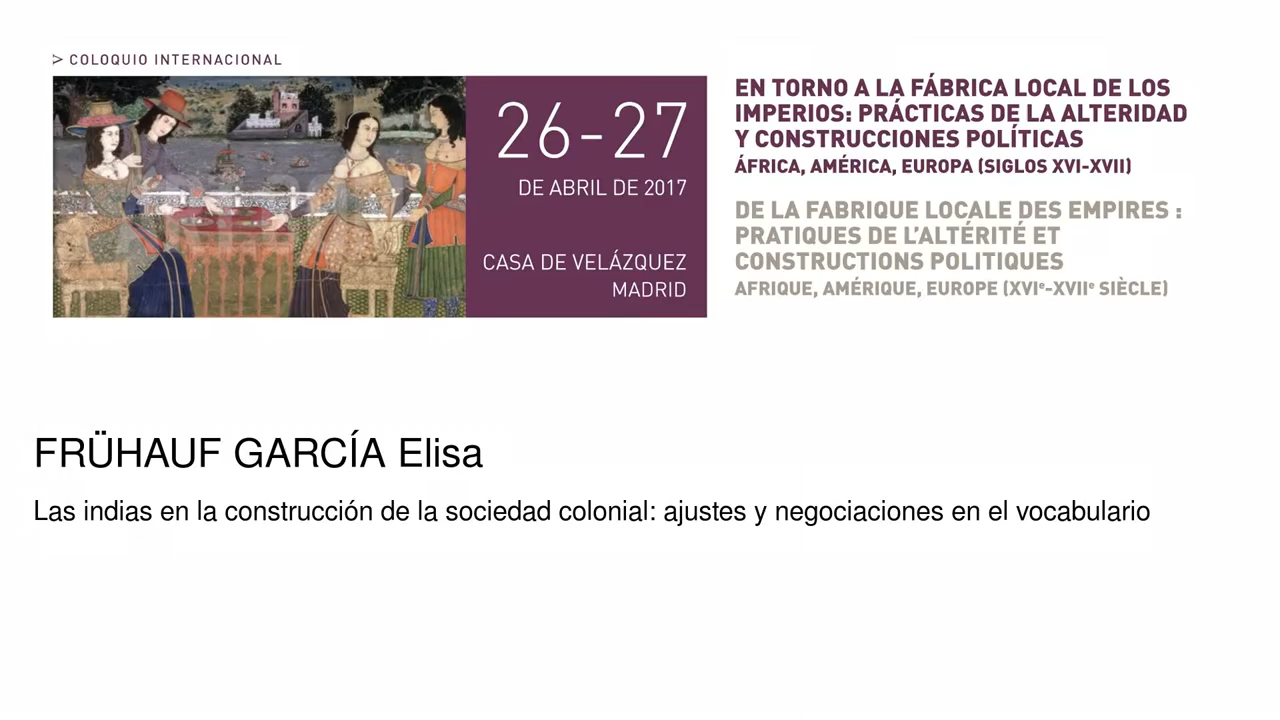 > COLOQUIO INTERNACIONAL
26-27
DE ABRIL DE 2017
CASA DE VELÁZQUEZ
MADRID
EN TORNO A LA FÁBRICA LOCAL DE LOS
IMPERIOS: PRÁCTICAS DE LA ALTERIDAD
Y CONSTRUCCIONES POLÍTICAS
ÁFRICA, AMÉRICA, EUROPA (SIGLOS XVI-XVII)
DE LA FABRIQUE LOCALE DES EMPIRES :
PRATIQUES DE L'ALTÉRITÉ ET
CONSTRUCTIONS POLITIQUES
AFRIQUE, AMÉRIQUE, EUROPE (XVIᵉ-XVIIᵉ SIÈCLE)
FRÜHAUF GARCÍA Elisa
Las indias en la construcción de la sociedad colonial: ajustes y negociaciones en el vocabulario